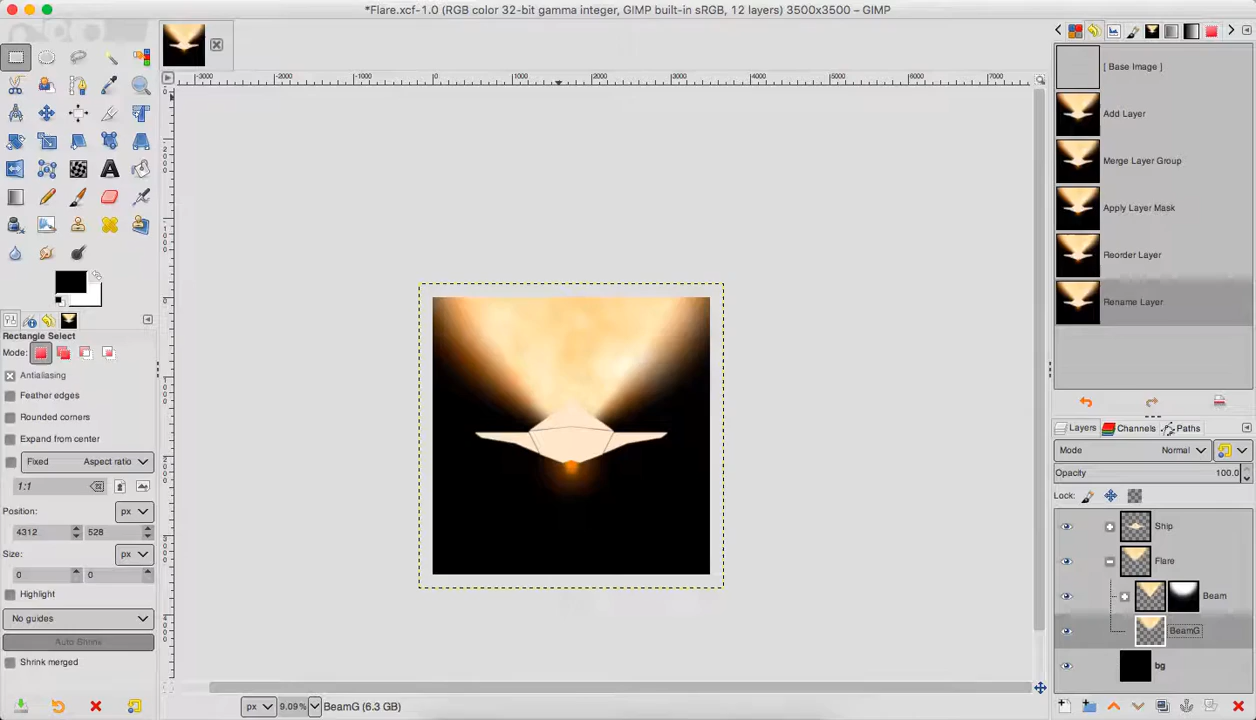 *Flare.xcf-1.0 (RGB color 32-bit gamma integer, GIMP built-in sRGB, 12 layers) 3500x3500 – GIMP
-3000 -2000 -1000 0 1000 2000 3000 4000 5000 6000 7000
[ Base Image ]
Add Layer
Merge Layer Group
Apply Layer Mask
Reorder Layer
Rename Layer
Rectangle Select
Mode:
Antialiasing
Feather edges
Rounded corners
Expand from center
Fixed Aspect ratio
1:1
Position: px
4312 528
Size: px
0 0
Highlight
No guides
Auto Shrink
Shrink merged
Layers Channels Paths
Mode Normal
Opacity 100.0
Lock:
Ship
Flare
Beam
BeamG
bg
px 9.09% BeamG (6.3 GB)